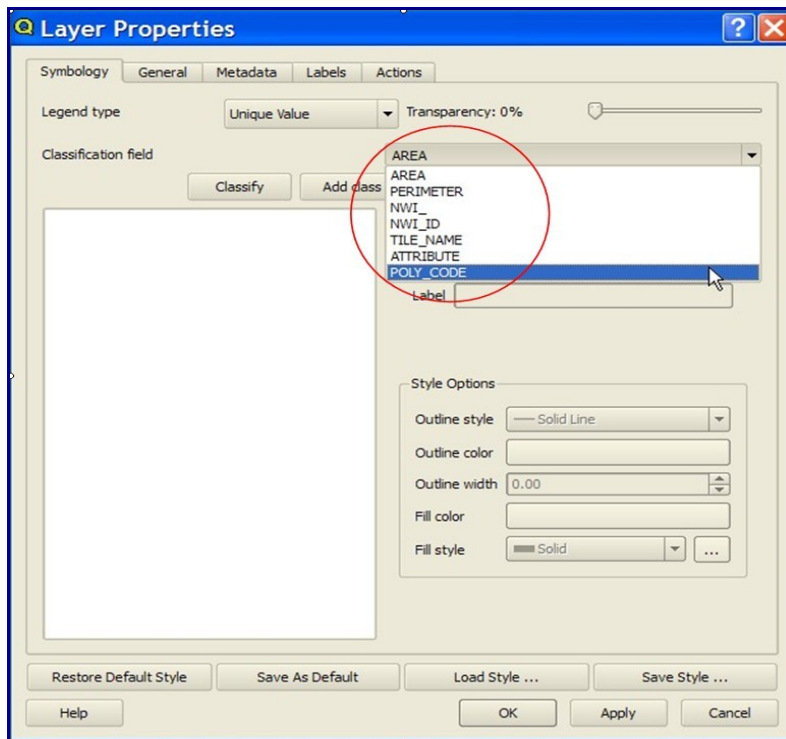 Layer Properties
Symbology General Metadata Labels Actions
Legend type Unique Value Transparency: 0%
Classification field AREA
Classify Add class
AREA
PERIMETER
NWI_
NWI_ID
TILE_NAME
ATTRIBUTE
POLY_CODE
Label
Style Options
Outline style Solid Line
Outline color
Outline width 0.00
Fill color
Fill style Solid ...
Restore Default Style Save As Default Load Style ... Save Style ...
Help OK Apply Cancel